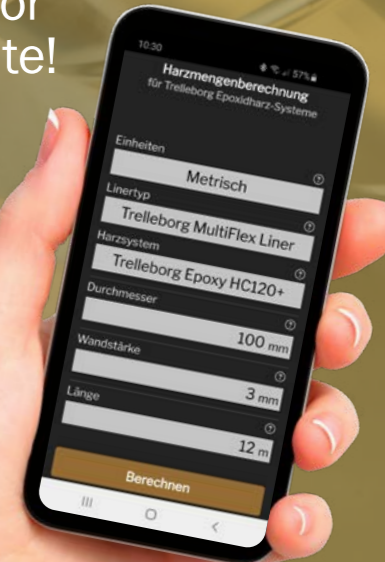 or
te!
10:30
57%
Harzmengenberechnung
für Trelleborg Epoxidharz-Systeme
Einheiten
Metrisch
Linertyp
Trelleborg MultiFlex Liner
Harzsystem
Trelleborg Epoxy HC120+
Durchmesser
100 mm
Wandstärke
3 mm
Länge
12 m
Berechnen